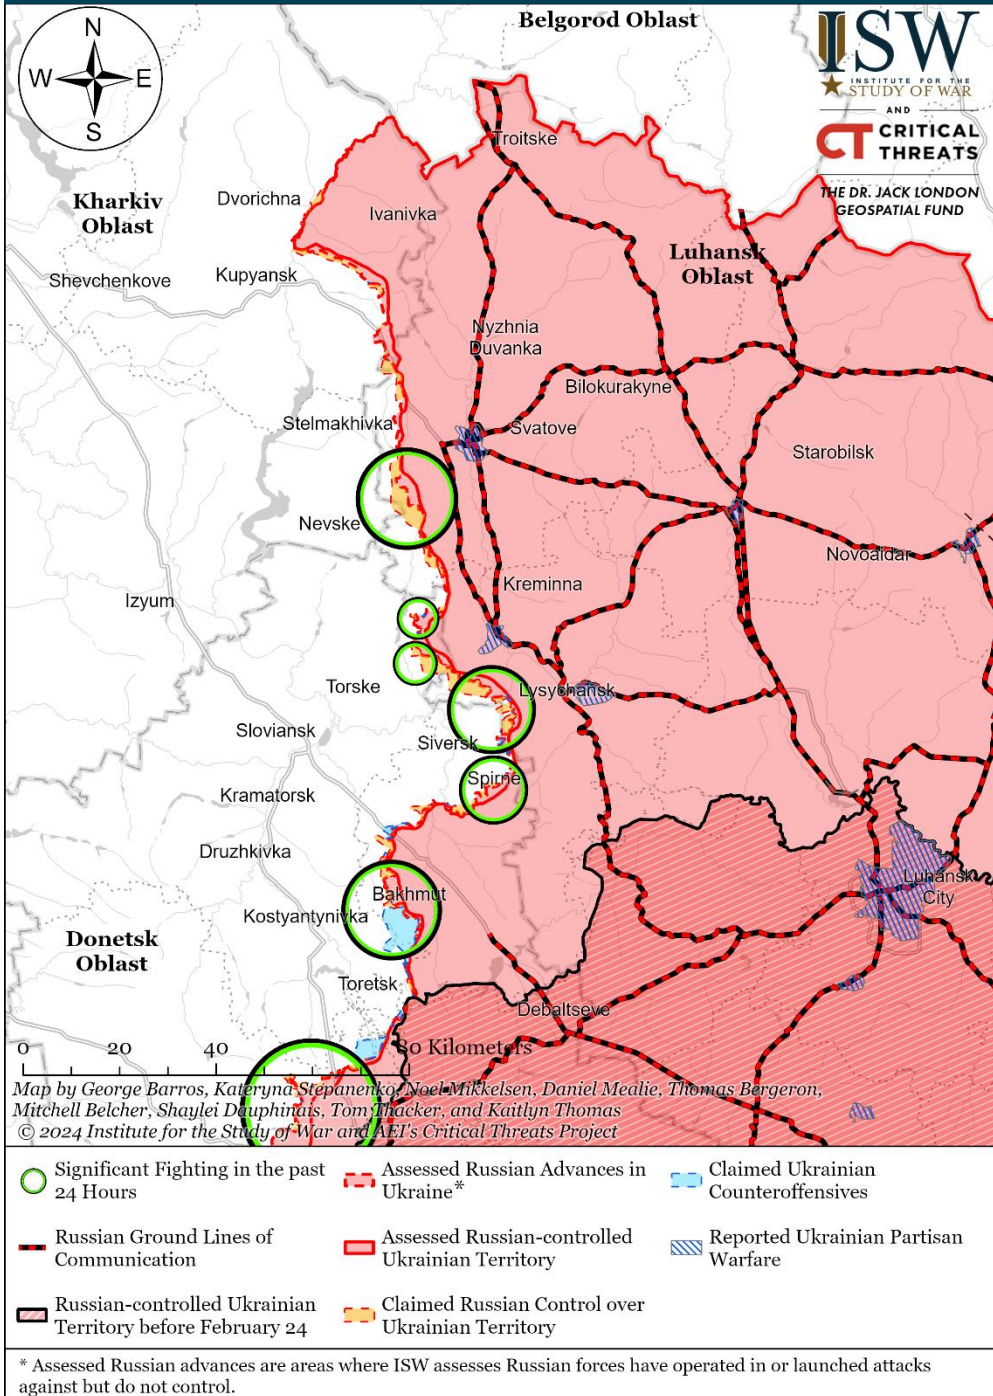 Belgorod Oblast
N
W
E
S
ISW
INSTITUTE FOR THE
STUDY OF WAR
AND
CT CRITICAL
THREATS
THE DR. JACK LONDON
GEOSPATIAL FUND
Troitske
Dvorichna
Ivanivka
Kharkiv
Oblast
Luhansk
Oblast
Shevchenkove
Kupyansk
Nyzhnia
Duvanka
Bilokurakyne
Stelmakhivka
Svatove
Starobilsk
Nevske
Novoaidar
Kreminna
Izyum
Torske
Lysychansk
Sloviansk
Siversk
Spirne
Kramatorsk
Druzhkivka
Bakhmut
Luhansk
City
Kostyantynivka
Donetsk
Oblast
Toretsk
Debaltseve
0
20
40
80 Kilometers
Map by George Barros, Kateryna Stepanenko, Noel Mikkelsen, Daniel Mealie, Thomas Bergeron,
Mitchell Belcher, Shaylei Dauphinais, Tom Thacker, and Kaitlyn Thomas
© 2024 Institute for the Study of War and AEI's Critical Threats Project
Significant Fighting in the past
24 Hours
Assessed Russian Advances in
Ukraine*
Claimed Ukrainian
Counteroffensives
Russian Ground Lines of
Communication
Assessed Russian-controlled
Ukrainian Territory
Reported Ukrainian Partisan
Warfare
Russian-controlled Ukrainian
Territory before February 24
Claimed Russian Control over
Ukrainian Territory
* Assessed Russian advances are areas where ISW assesses Russian forces have operated in or launched attacks
against but do not control.